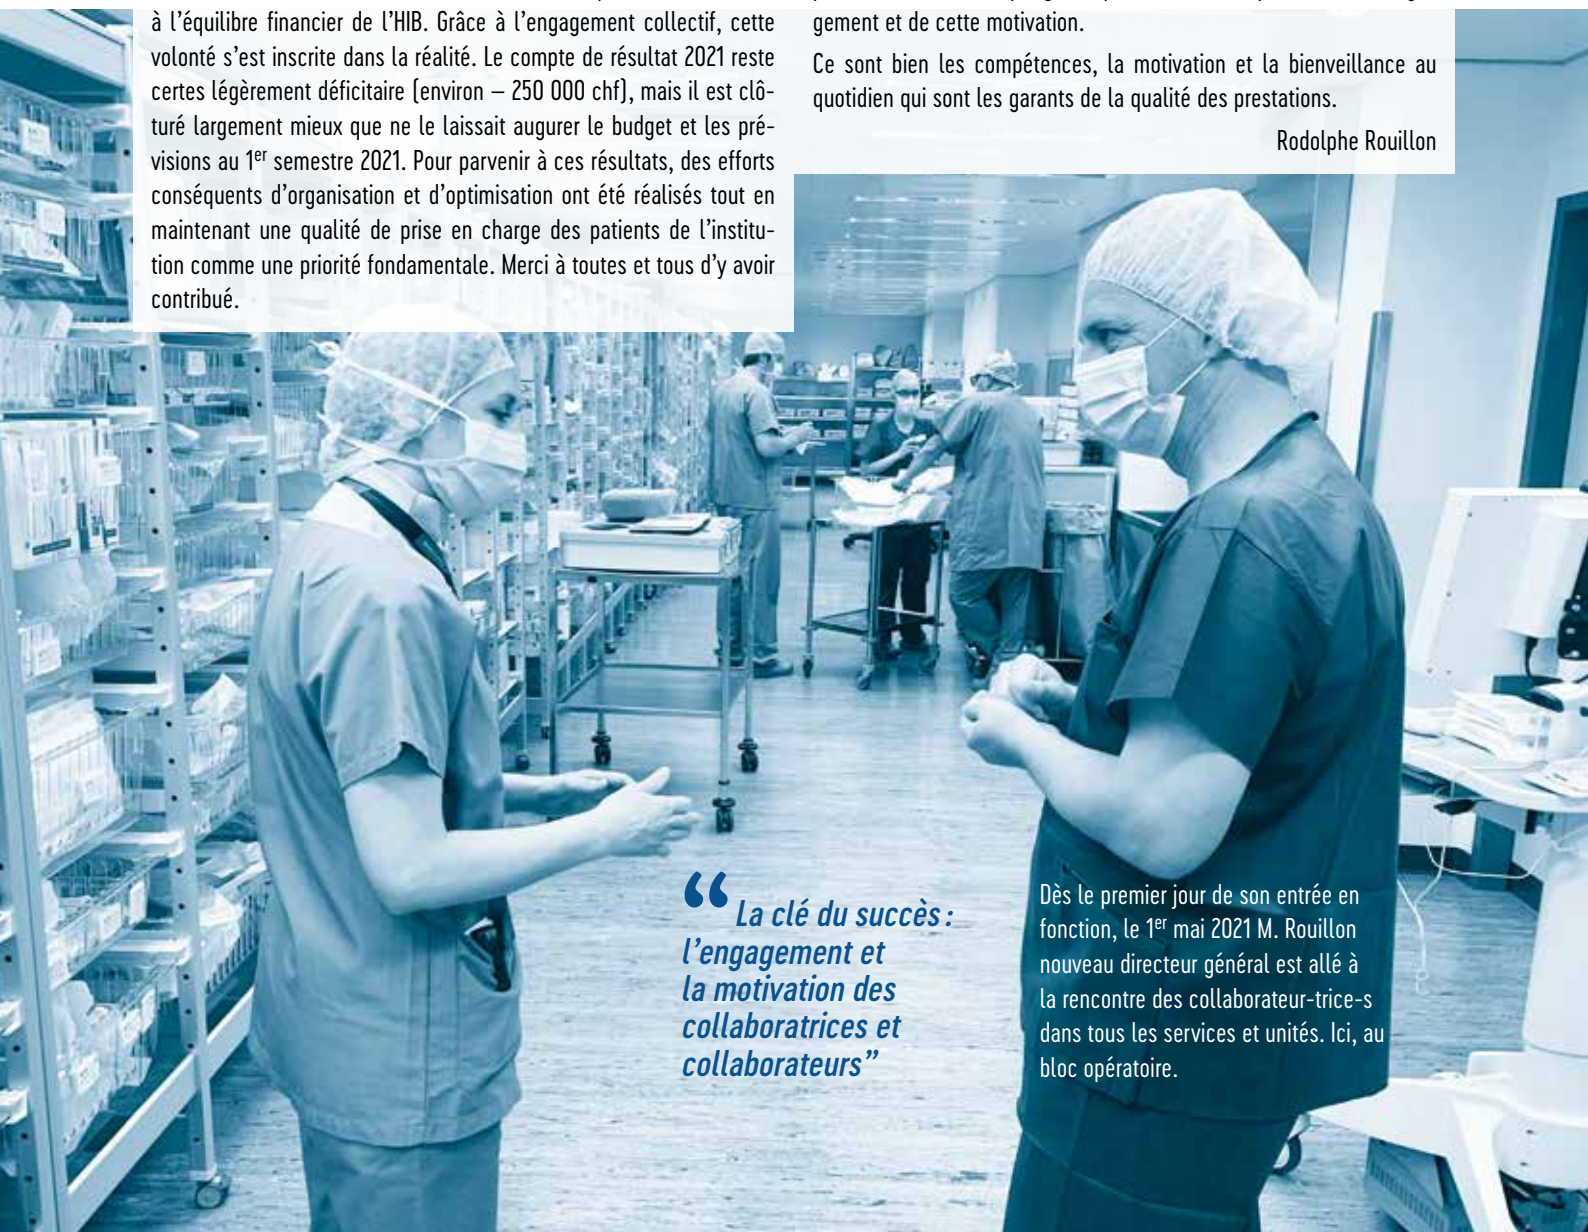 à l'équilibre financier de l'HIB. Grâce à l'engagement collectif, cette
volonté s'est inscrite dans la réalité. Le compte de résultat 2021 reste
certes légèrement déficitaire (environ – 250 000 chf), mais il est clô-
turé largement mieux que ne le laissait augurer le budget et les pré-
visions au 1er semestre 2021. Pour parvenir à ces résultats, des efforts
conséquents d'organisation et d'optimisation ont été réalisés tout en
maintenant une qualité de prise en charge des patients de l'institu-
tion comme une priorité fondamentale. Merci à toutes et tous d'y avoir
contribué.
gement et de cette motivation.
Ce sont bien les compétences, la motivation et la bienveillance au
quotidien qui sont les garants de la qualité des prestations.
Rodolphe Rouillon
“ La clé du succès :
l'engagement et
la motivation des
collaboratrices et
collaborateurs”
Dès le premier jour de son entrée en
fonction, le 1er mai 2021 M. Rouillon
nouveau directeur général est allé à
la rencontre des collaborateur-trice-s
dans tous les services et unités. Ici, au
bloc opératoire.